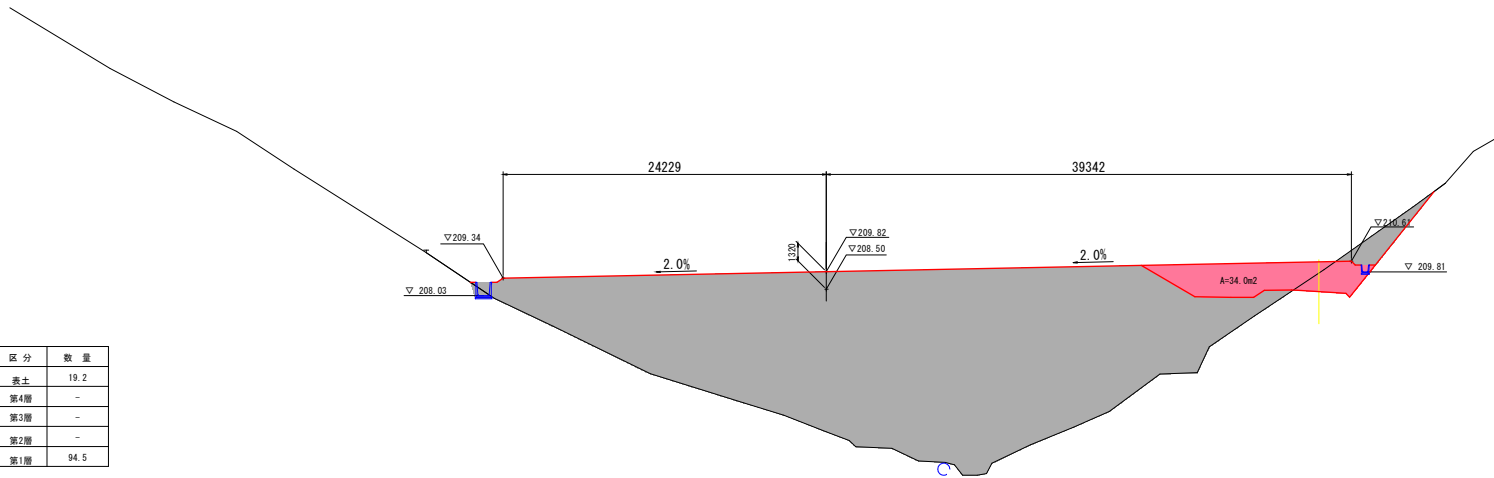 24229
39342
▽209.34
▽209.82
▽208.50
1320
▽210.61
2.0%
2.0%
▽ 209.81
▽ 208.03
A=34.0m2
区 分 数 量
表土 19.2
第4層 -
第3層 -
第2層 -
第1層 94.5